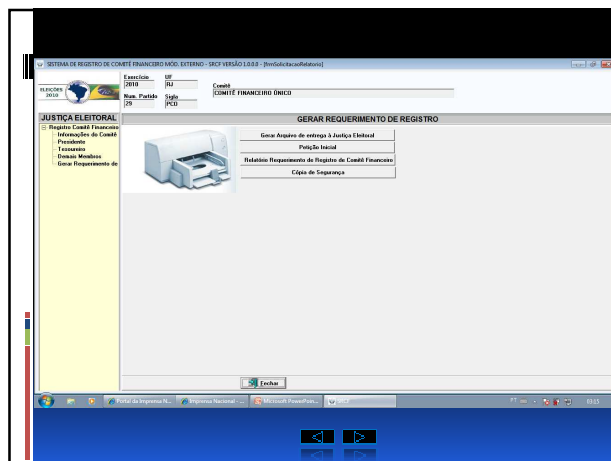 SISTEMA DE REGISTRO DE COMITÊ FINANCEIRO MÓD. EXTERNO - SRCF VERSÃO 1.0.0.0 - [frmSolicitacaoRelatorio]
ELEIÇÕES
2010
Exercício UF
2010 RJ
Comitê
COMITÊ FINANCEIRO ÚNICO
Num. Partido Sigla
29 PCO
JUSTIÇA ELEITORAL
GERAR REQUERIMENTO DE REGISTRO
Registro Comitê Financeiro
Informações do Comitê
Presidente
Tesoureiro
Demais Membros
Gerar Requerimento de
Gerar Arquivo de entrega à Justiça Eleitoral
Petição Inicial
Relatório Requerimento de Registro de Comitê Financeiro
Cópia de Segurança
Fechar
Portal da Imprensa N...
Imprensa Nacional - ...
Microsoft PowerPoin...
SRCF
PT